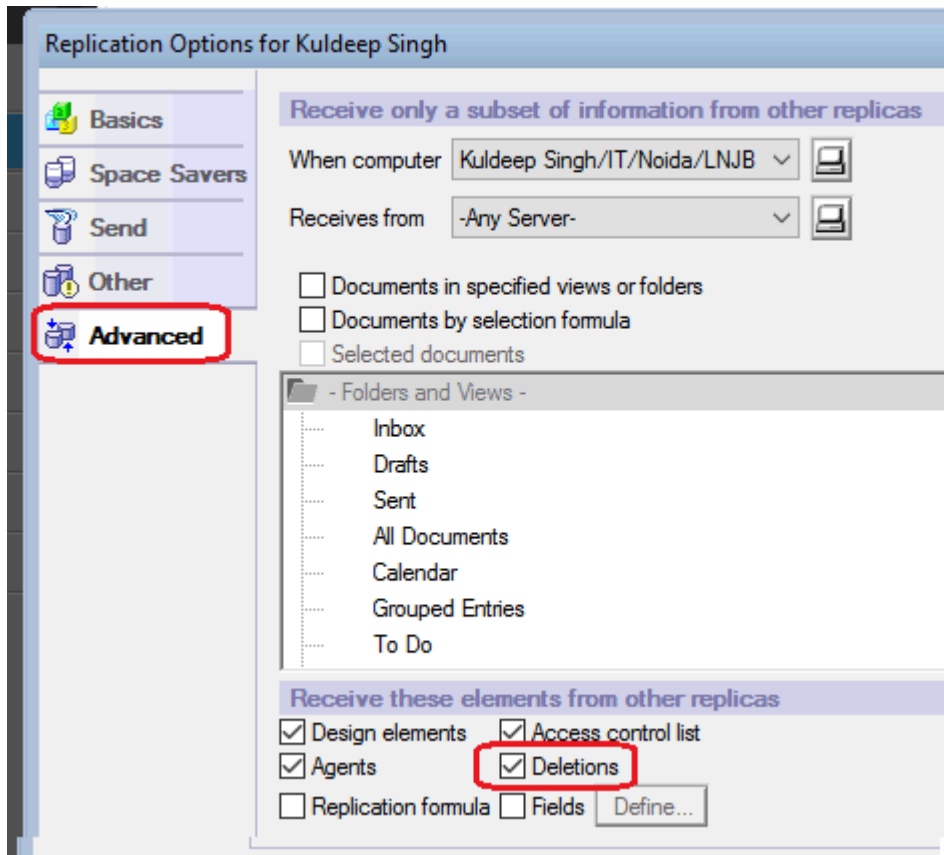 Replication Options for Kuldeep Singh
Basics
Space Savers
Send
Other
Advanced
Receive only a subset of information from other replicas
When computer Kuldeep Singh/IT/Noida/LNJB
Receives from -Any Server-
Documents in specified views or folders
Documents by selection formula
Selected documents
- Folders and Views -
Inbox
Drafts
Sent
All Documents
Calendar
Grouped Entries
To Do
Receive these elements from other replicas
Design elements Access control list
Agents Deletions
Replication formula Fields Define...